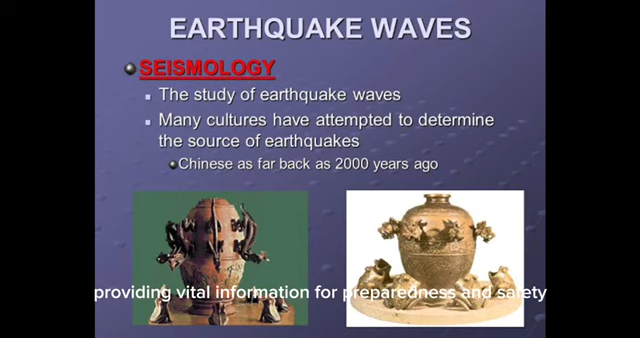 EARTHQUAKE WAVES
SEISMOLOGY
The study of earthquake waves
Many cultures have attempted to determine
the source of earthquakes
Chinese as far back as 2000 years ago
providing vital information for preparedness and safety